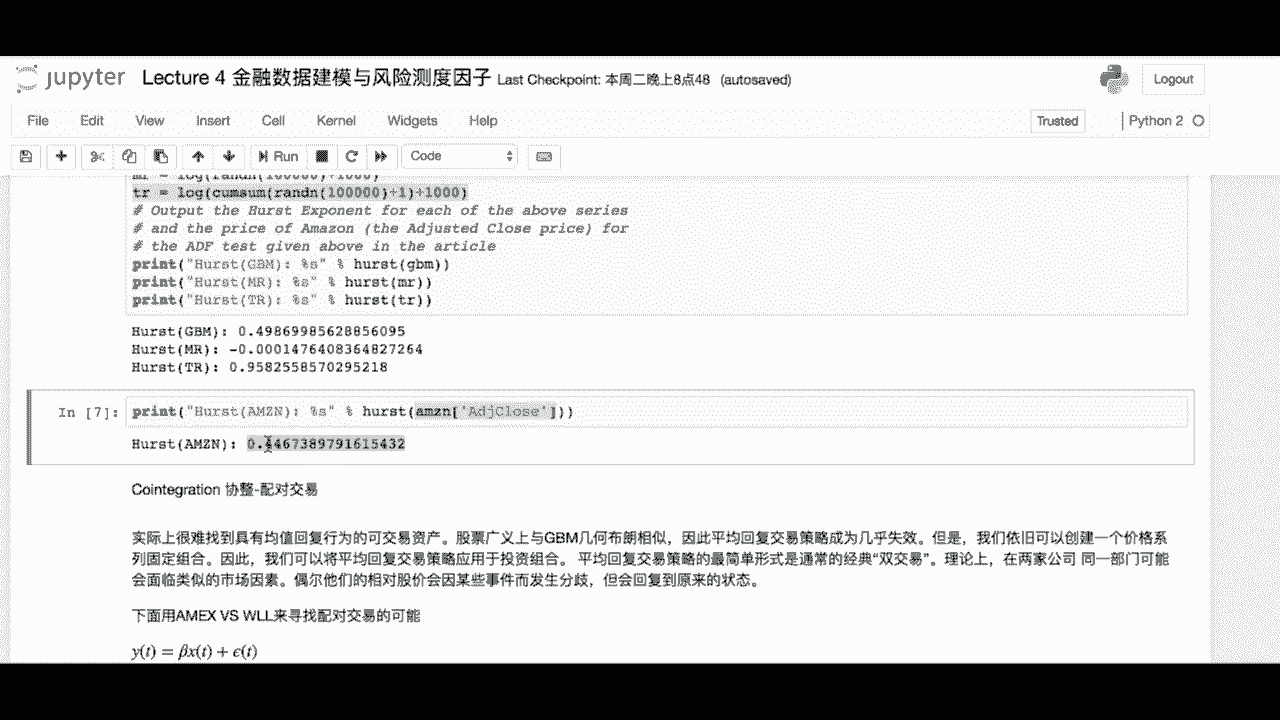 jupyter Lecture 4 金融数据建模与风险测度因子 Last Checkpoint: 本周二晚上8点48 (autosaved) Logout
File Edit View Insert Cell Kernel Widgets Help Trusted Python 2
Run Code
mr = log(randn(100000)+1000)
tr = log(cumsum(randn(100000)+1)+1000)
# Output the Hurst Exponent for each of the above series
# and the price of Amazon (the Adjusted Close price) for
# the ADF test given above in the article
print("Hurst(GBM): %s" % hurst(gbm))
print("Hurst(MR): %s" % hurst(mr))
print("Hurst(TR): %s" % hurst(tr))
Hurst(GBM): 0.49869985628856095
Hurst(MR): -0.0001476408364827264
Hurst(TR): 0.9582558570295218
In [7]: print("Hurst(AMZN): %s" % hurst(amzn['AdjClose']))
Hurst(AMZN): 0.4467389791615432
Cointegration 协整-配对交易
实际上很难找到具有均值回复行为的可交易资产。股票广义上与GBM几何布朗相似，因此平均回复交易策略成为几乎失效。但是，我们依旧可以创建一个价格系
列固定组合。因此，我们可以将平均回复交易策略应用于投资组合。 平均回复交易策略的最简单形式是通常的经典“双交易”。理论上，在两家公司 同一部门可能
会面临类似的市场因素。偶尔他们的相对股价会因某些事件而发生分歧，但会回复到原来的状态。
下面用AMEX VS WLL来寻找配对交易的可能
y(t) = βx(t) + ϵ(t)